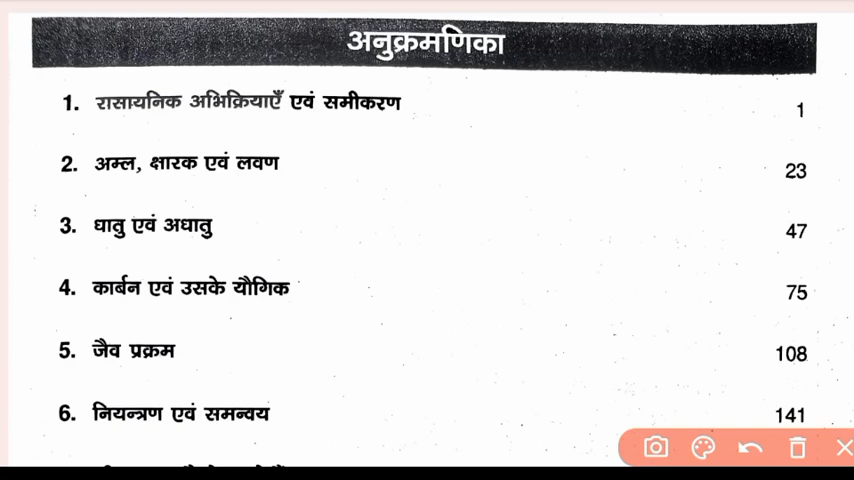 अनुक्रमणिका
1. रासायनिक अभिक्रियाएँ एवं समीकरण 1
2. अम्ल, क्षारक एवं लवण 23
3. धातु एवं अधातु 47
4. कार्बन एवं उसके यौगिक 75
5. जैव प्रक्रम 108
6. नियन्त्रण एवं समन्वय 141